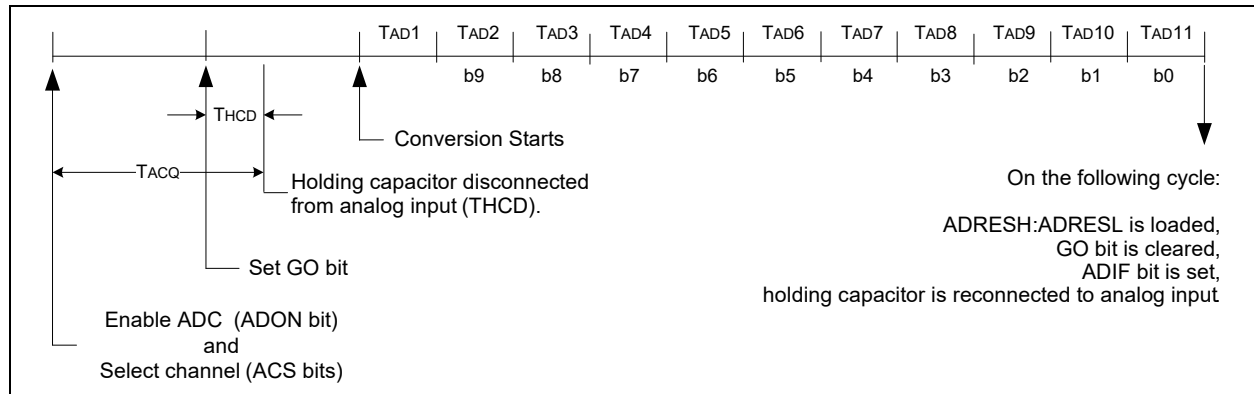 TAD1 TAD2 TAD3 TAD4 TAD5 TAD6 TAD7 TAD8 TAD9 TAD10 TAD11
b9 b8 b7 b6 b5 b4 b3 b2 b1 b0
THCD
Conversion Starts
TACQ
Holding capacitor disconnected
from analog input (THCD).
Set GO bit
Enable ADC (ADON bit)
and
Select channel (ACS bits)
On the following cycle:
ADRESH:ADRESL is loaded,
GO bit is cleared,
ADIF bit is set,
holding capacitor is reconnected to analog input